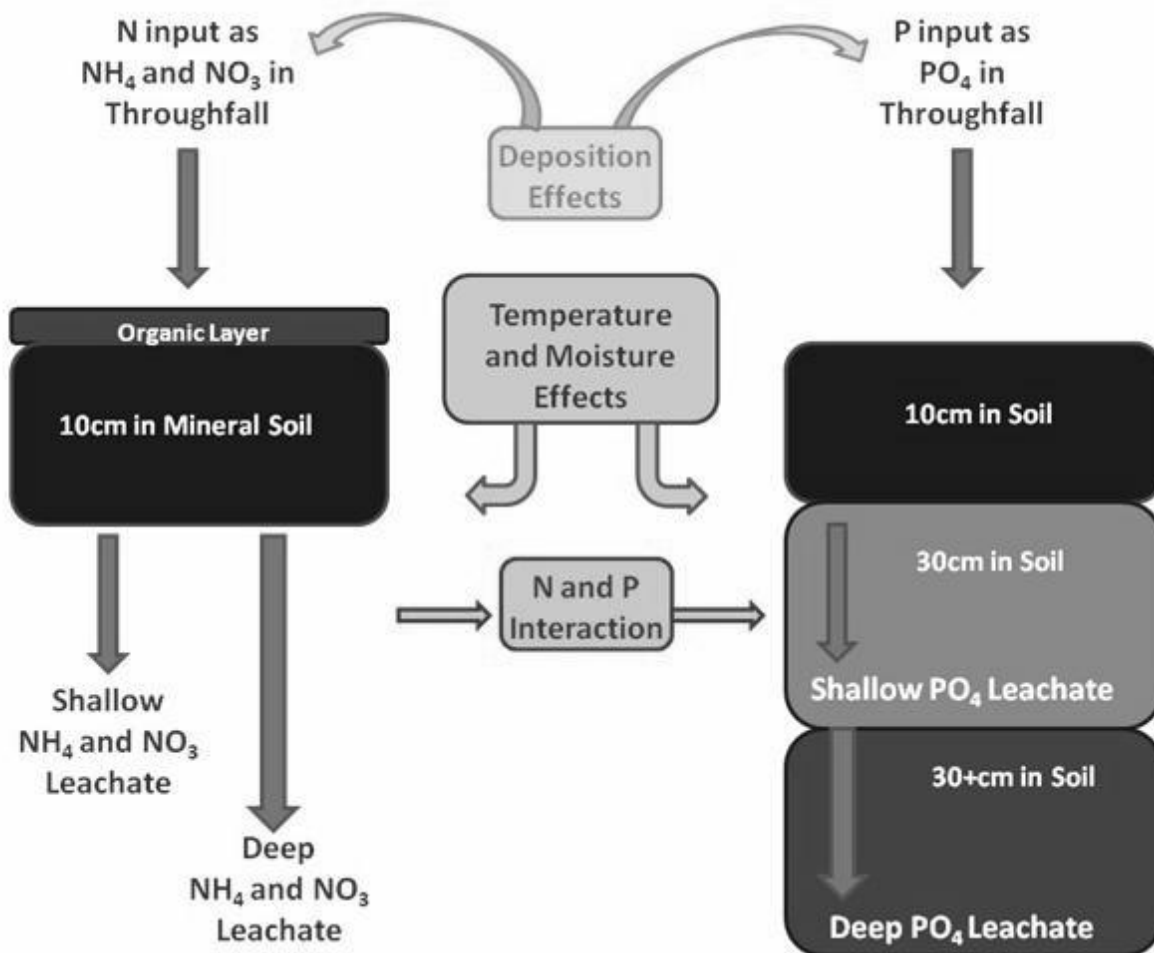 N input as
NH₄ and NO₃ in
Throughfall
P input as
PO₄ in
Throughfall
Deposition
Effects
Organic Layer
10cm in Mineral Soil
Temperature
and Moisture
Effects
10cm in Soil
30cm in Soil
N and P
Interaction
Shallow PO₄ Leachate
Shallow
NH₄ and NO₃
Leachate
30+cm in Soil
Deep
NH₄ and NO₃
Leachate
Deep PO₄ Leachate